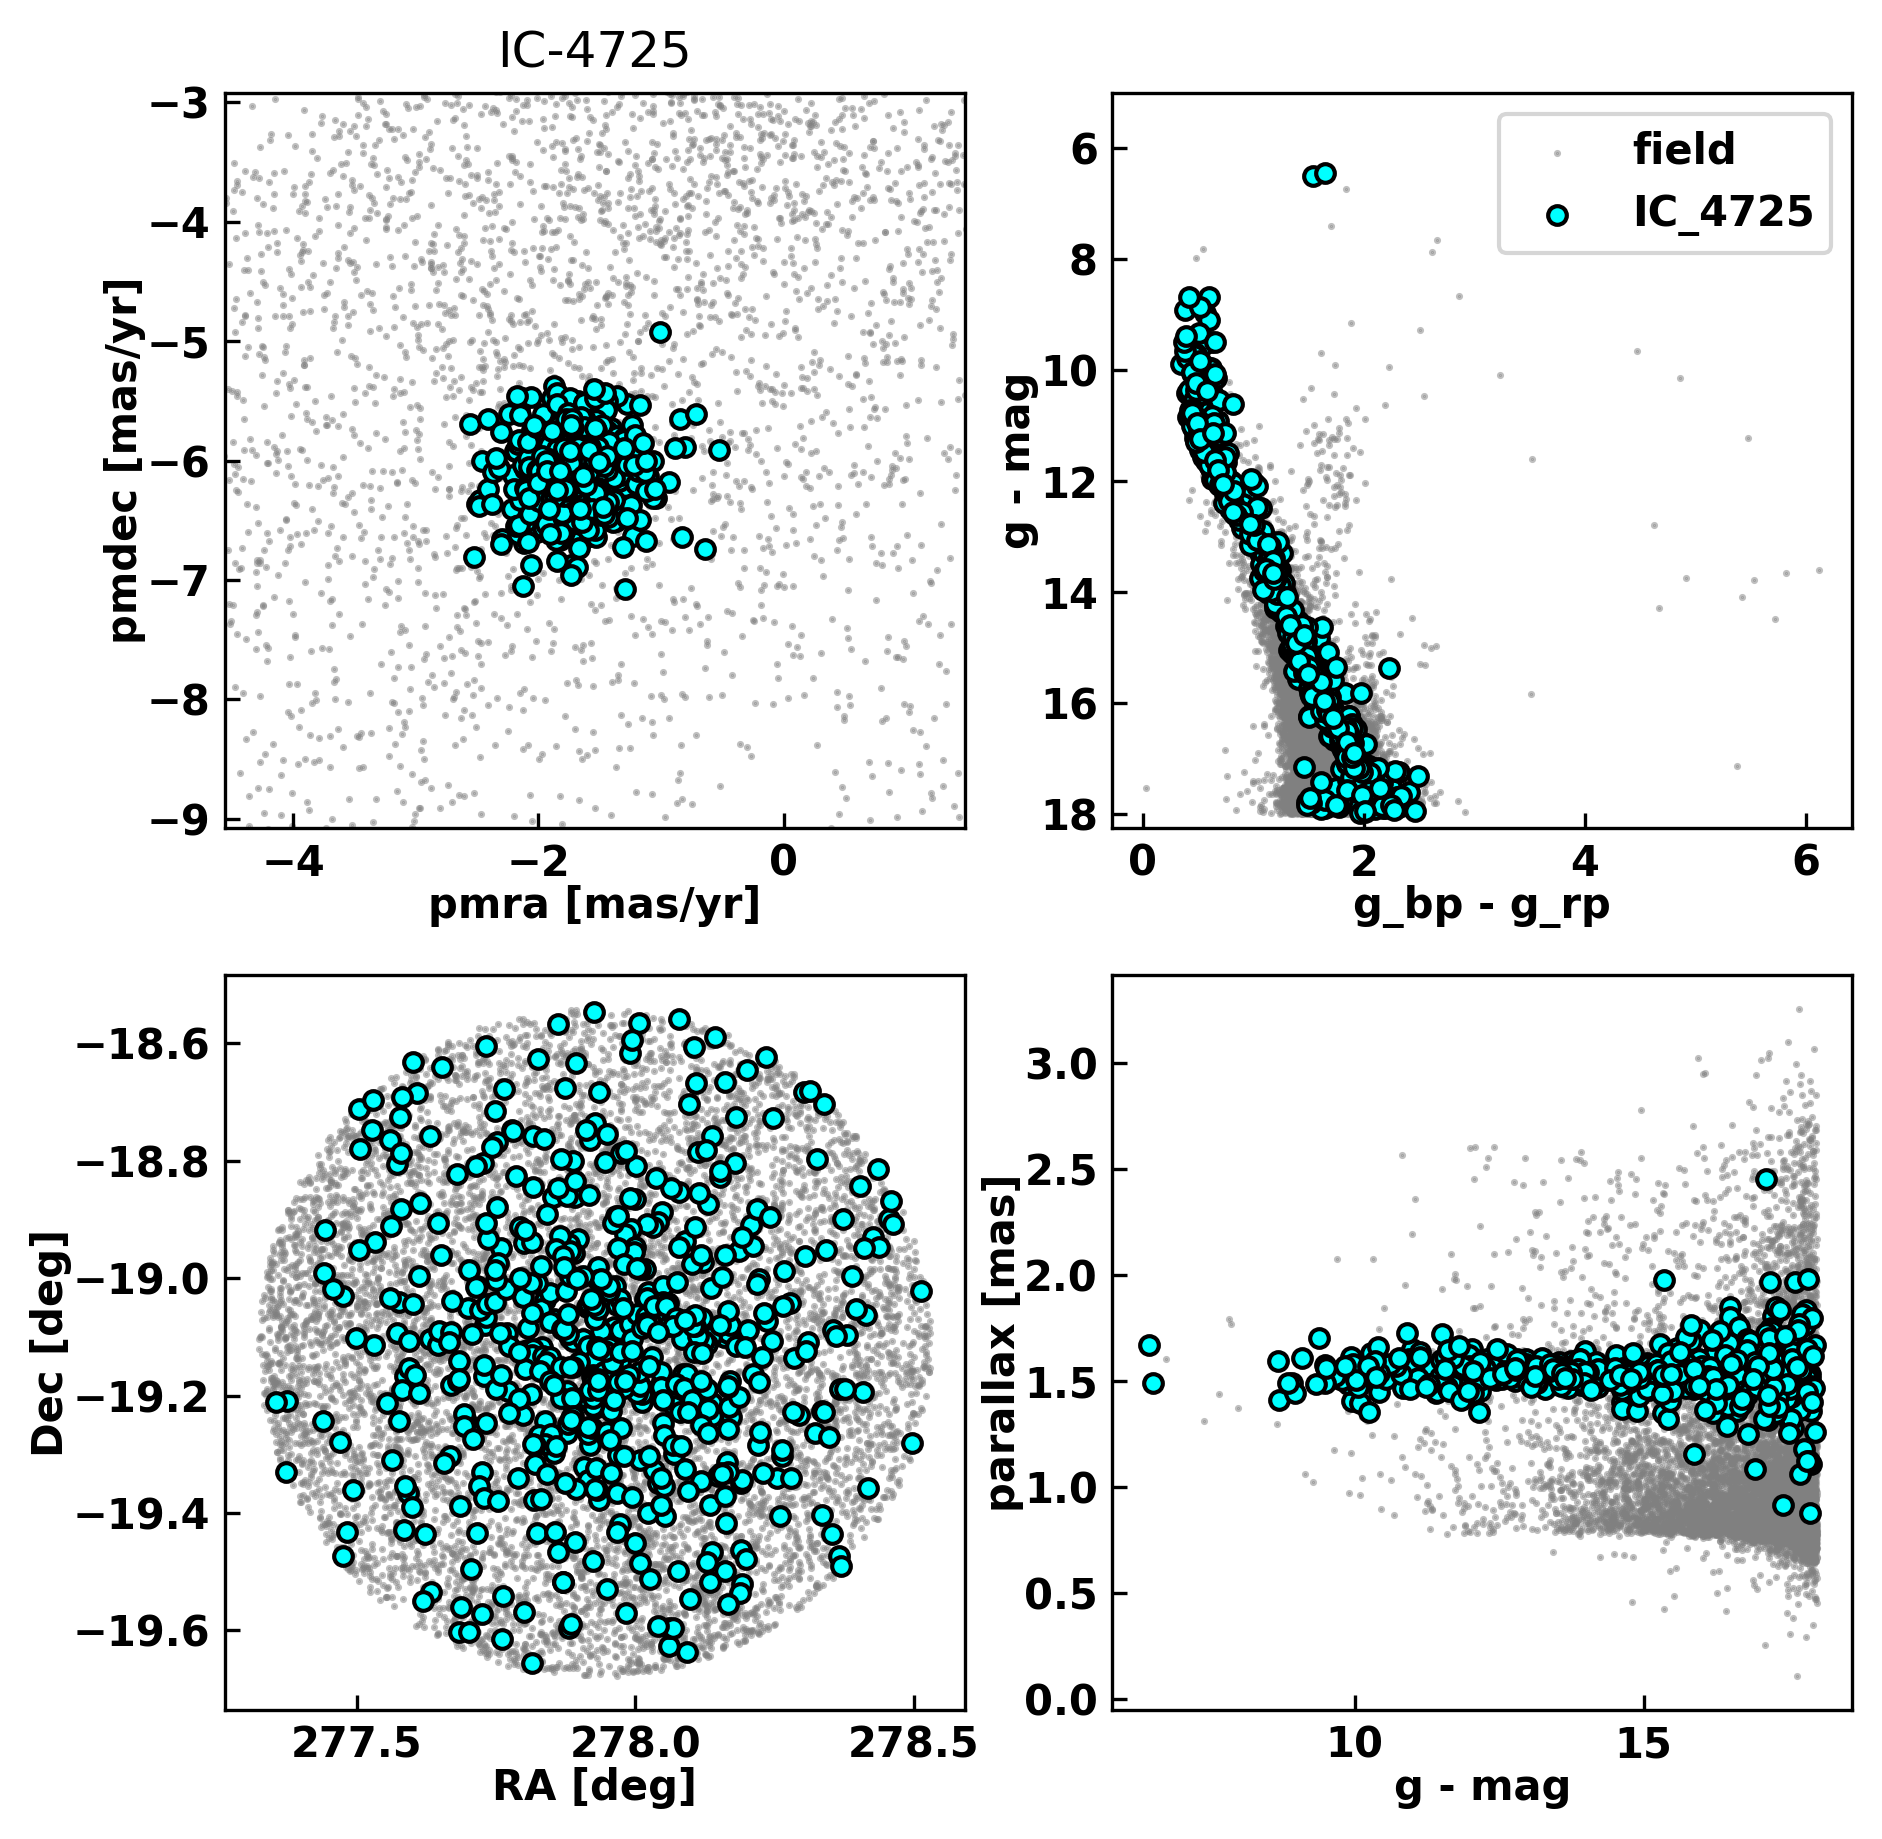 IC-4725
−3
−4
−5
−6
−7
−8
−9
pmdec [mas/yr]
−4 −2 0
pmra [mas/yr]
6
8
10
12
14
16
18
g - mag
field
IC_4725
0 2 4 6
g_bp - g_rp
−18.6
−18.8
−19.0
−19.2
−19.4
−19.6
Dec [deg]
277.5 278.0 278.5
RA [deg]
3.0
2.5
2.0
1.5
1.0
0.5
0.0
parallax [mas]
10 15
g - mag